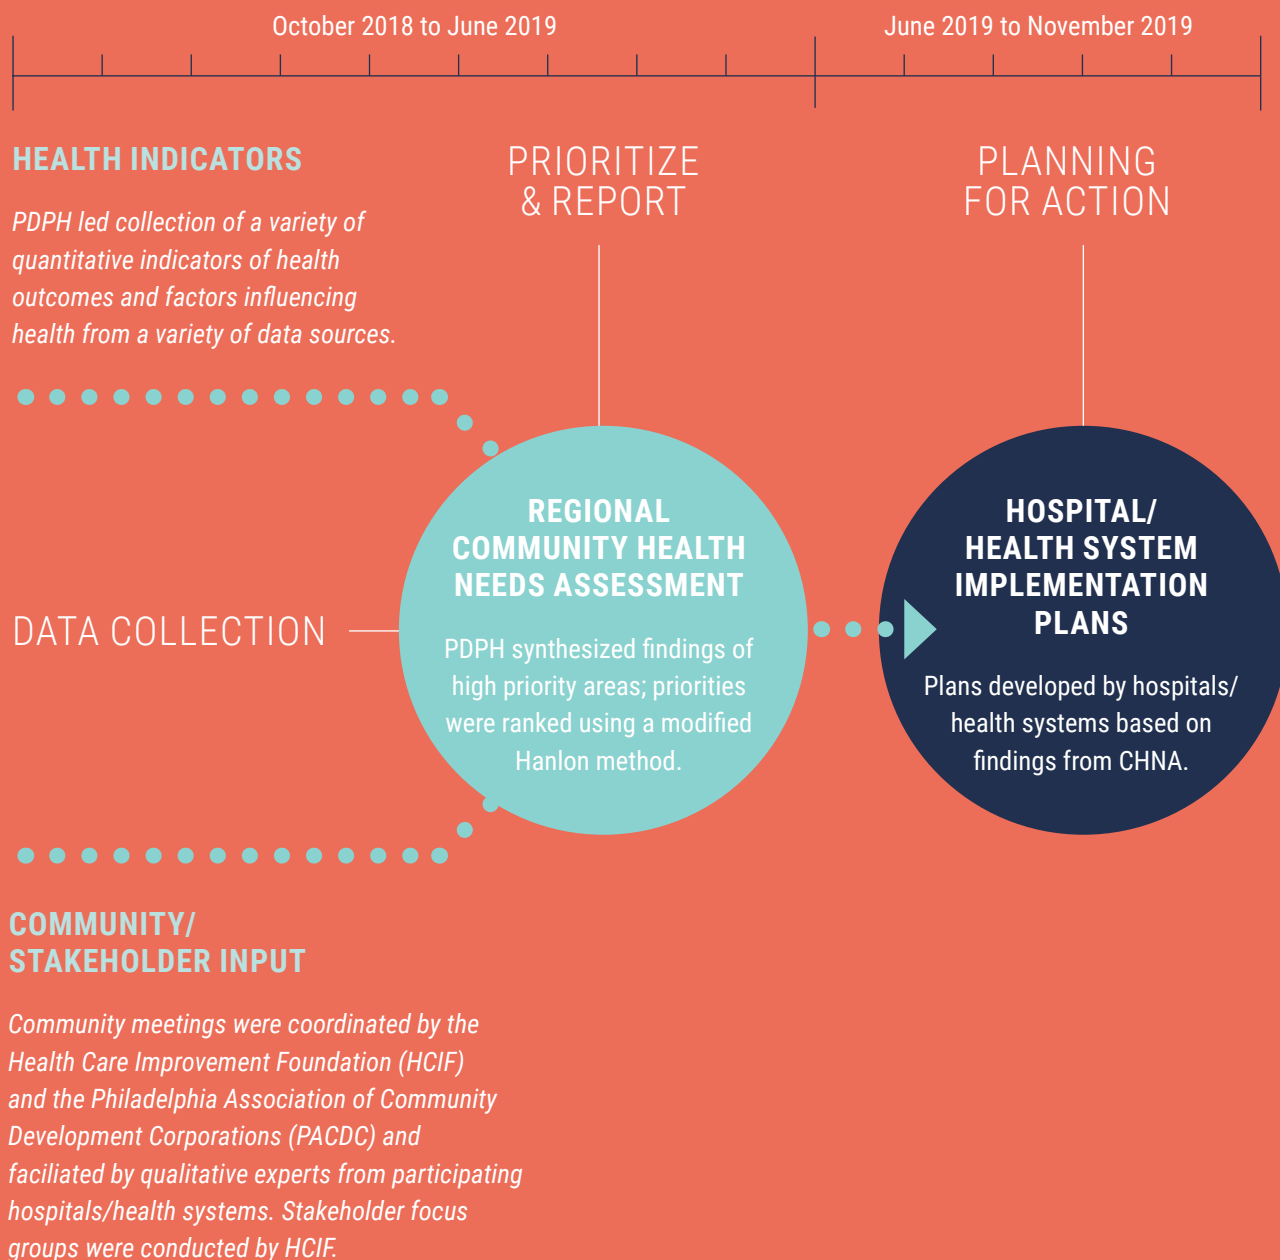 October 2018 to June 2019
June 2019 to November 2019
HEALTH INDICATORS
PDPH led collection of a variety of
quantitative indicators of health
outcomes and factors influencing
health from a variety of data sources.
PRIORITIZE
& REPORT
PLANNING
FOR ACTION
DATA COLLECTION
REGIONAL
COMMUNITY HEALTH
NEEDS ASSESSMENT
PDPH synthesized findings of
high priority areas; priorities
were ranked using a modified
Hanlon method.
HOSPITAL/
HEALTH SYSTEM
IMPLEMENTATION
PLANS
Plans developed by hospitals/
health systems based on
findings from CHNA.
COMMUNITY/
STAKEHOLDER INPUT
Community meetings were coordinated by the
Health Care Improvement Foundation (HCIF)
and the Philadelphia Association of Community
Development Corporations (PACDC) and
faciliated by qualitative experts from participating
hospitals/health systems. Stakeholder focus
groups were conducted by HCIF.